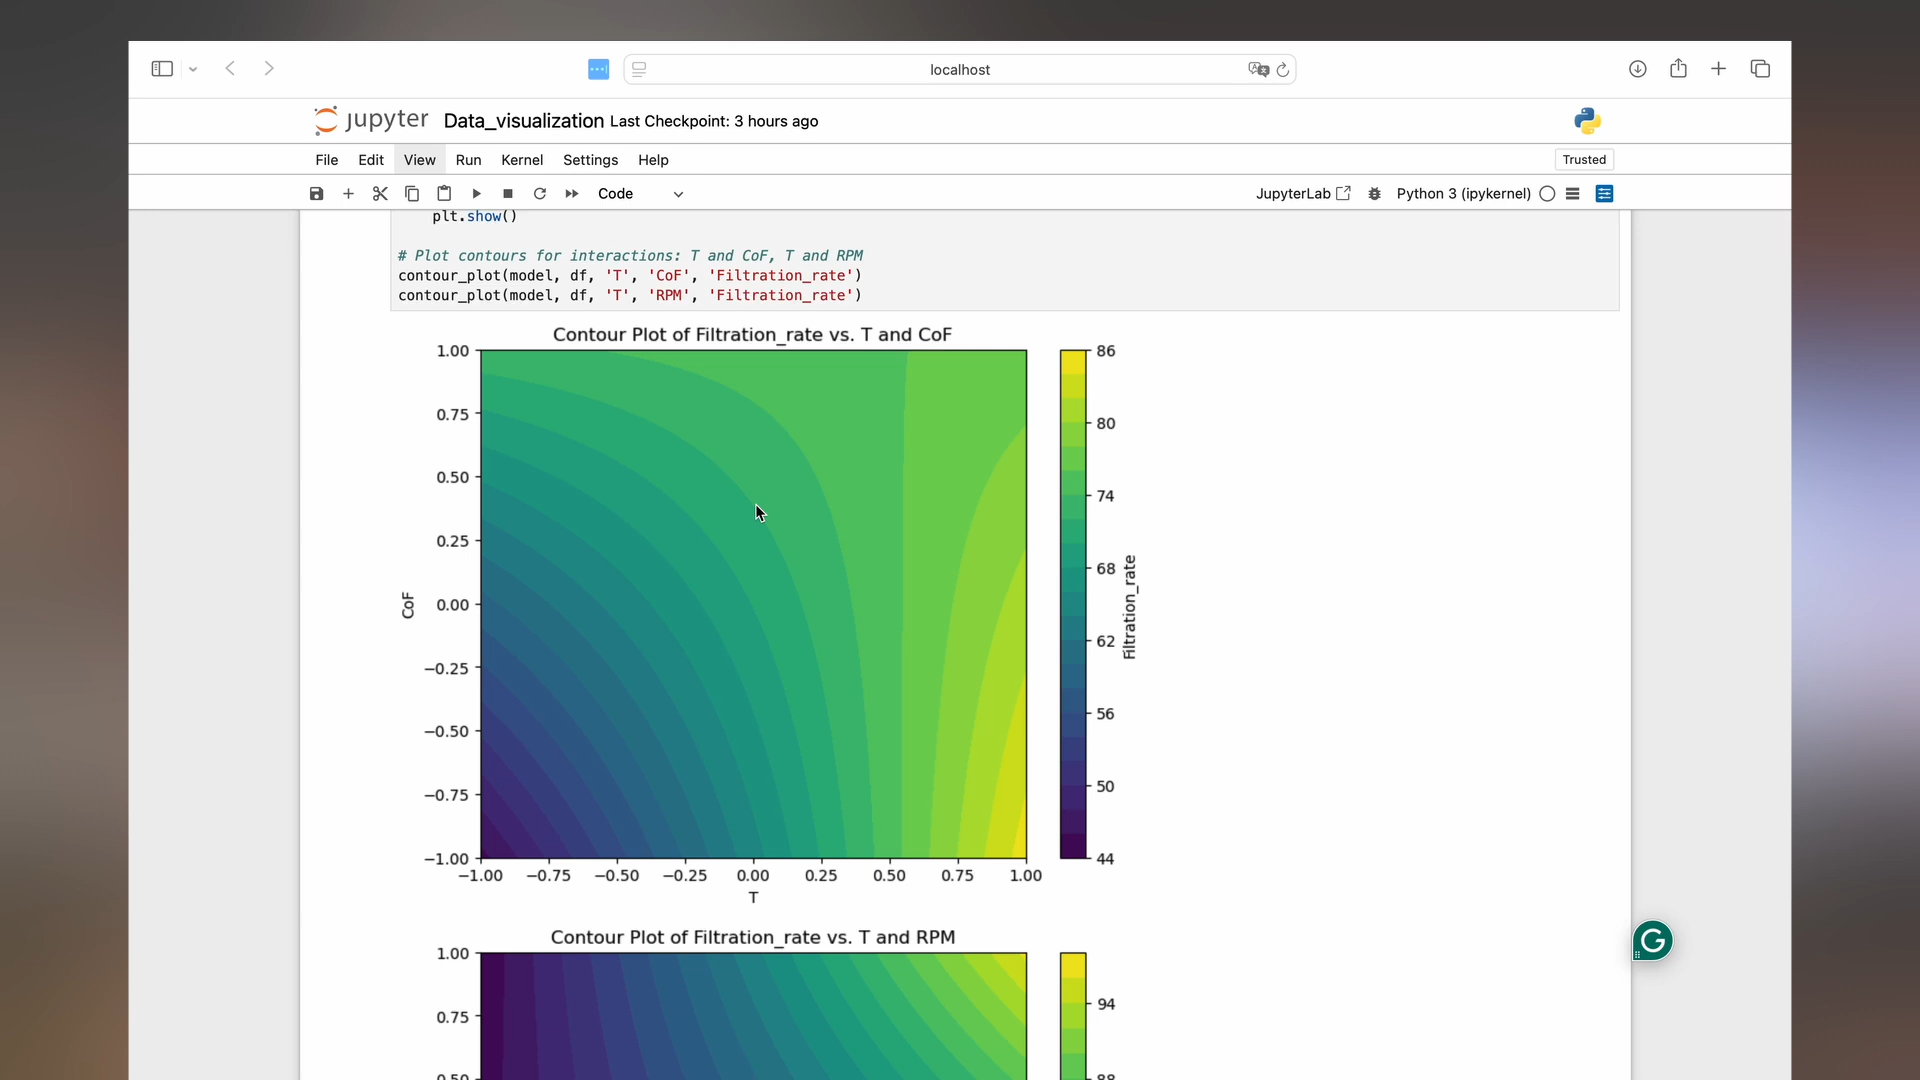 localhost
jupyter Data_visualization Last Checkpoint: 3 hours ago
File Edit View Run Kernel Settings Help Trusted
Code JupyterLab Python 3 (ipykernel)
plt.show()
# Plot contours for interactions: T and CoF, T and RPM
contour_plot(model, df, 'T', 'CoF', 'Filtration_rate')
contour_plot(model, df, 'T', 'RPM', 'Filtration_rate')
Contour Plot of Filtration_rate vs. T and CoF
1.00
0.75
0.50
0.25
0.00
−0.25
−0.50
−0.75
−1.00
CoF
−1.00 −0.75 −0.50 −0.25 0.00 0.25 0.50 0.75 1.00
T
86
80
74
68
62
56
50
44
Filtration_rate
Contour Plot of Filtration_rate vs. T and RPM
1.00
0.75
0.50
94
88
G